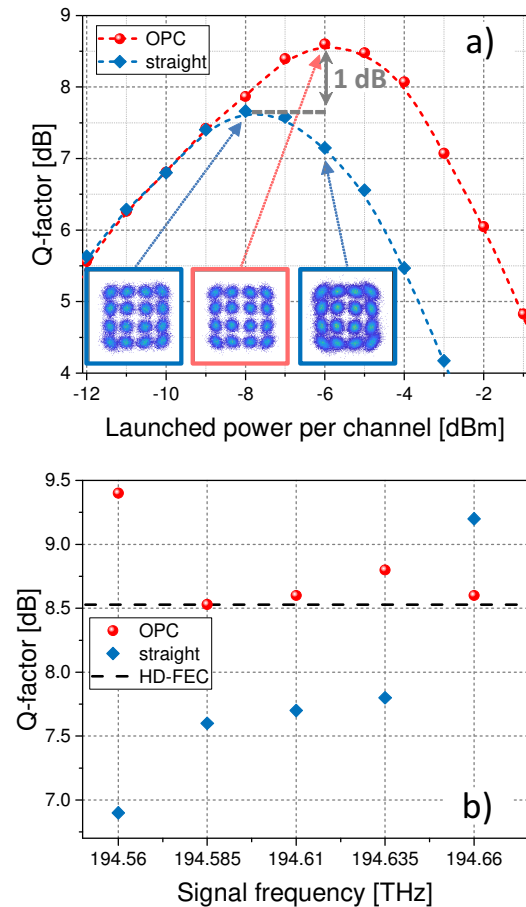 a)
OPC
straight
1 dB
Q-factor [dB]
9
8
7
6
5
4
-12
-10
-8
-6
-4
-2
Launched power per channel [dBm]
9.5
9.0
8.5
8.0
7.5
7.0
Q-factor [dB]
OPC
straight
HD-FEC
b)
194.56
194.585
194.61
194.635
194.66
Signal frequency [THz]